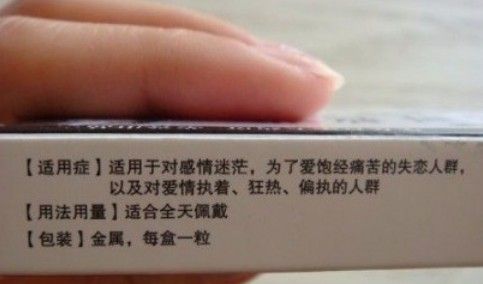 【适用症】适用于对感情迷茫，为了爱饱经痛苦的失恋人群，
以及对爱情执着、狂热、偏执的人群
【用法用量】适合全天佩戴
【包装】金属，每盒一粒